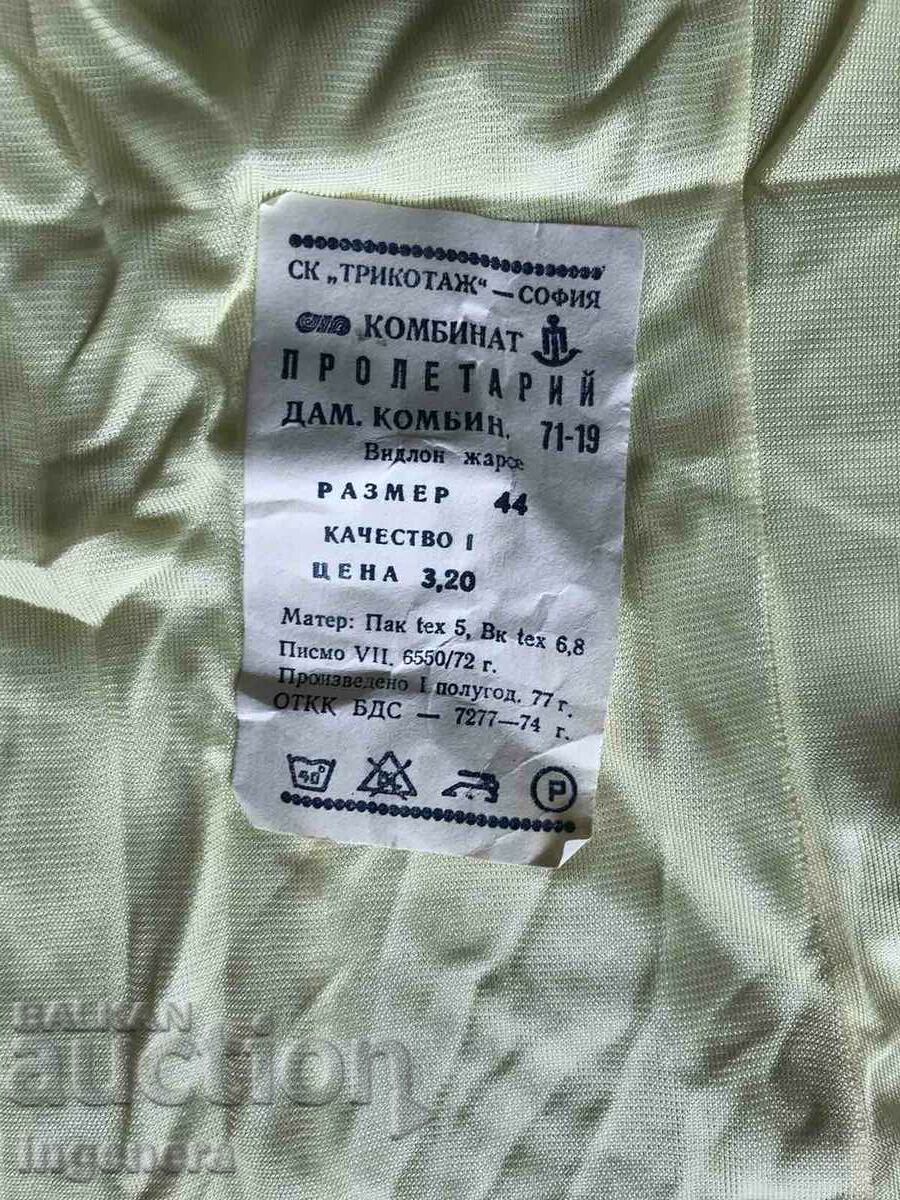 СК „ТРИКОТАЖ“ — СОФИЯ
КОМБИНАТ
ПРОЛЕТАРИЙ
ДАМ. КОМБИН. 71-19
Видлон жарсе
РАЗМЕР 44
КАЧЕСТВО I
ЦЕНА 3,20
Матер: Пак tex 5, Вк tex 6,8
Писмо VII. 6550/72 г.
Произведено I полугод. 77 г.
ОТКК БДС — 7277—74 г.
40° P
BALKAN
auction
ingenera